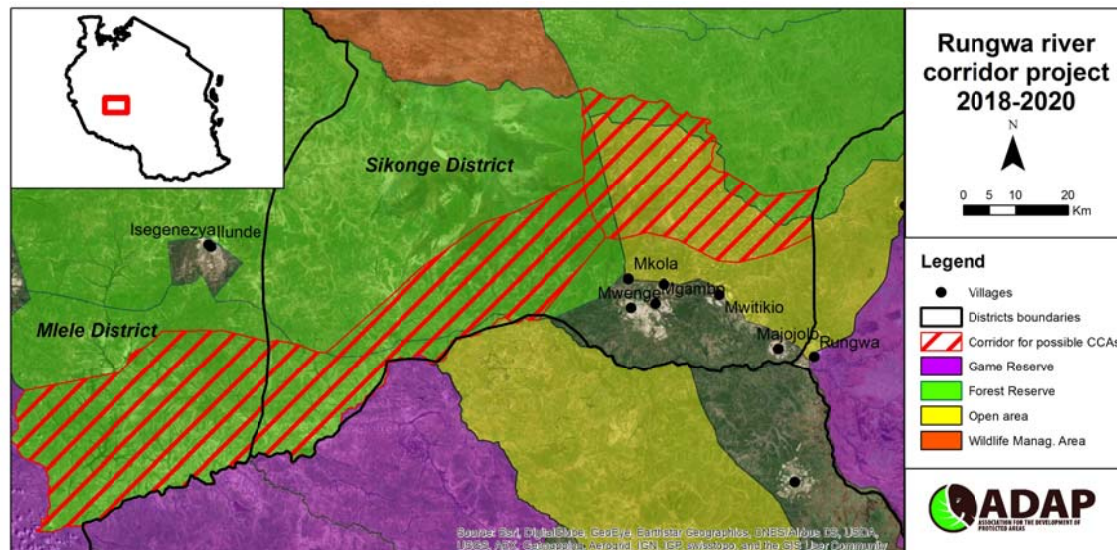 Rungwa river
corridor project
2018-2020
N
0 5 10 20
Km
Sikonge District
Isegenezya Ilunde
Mlele District
Mkola
Mgambo
Mwenge
Mwitikio
Majojolo
Rungwa
Legend
Villages
Districts boundaries
Corridor for possible CCAs
Game Reserve
Forest Reserve
Open area
Wildlife Manag. Area
Source: Esri, DigitalGlobe, GeoEye, Earthstar Geographics, CNES/Airbus DS, USDA,
USGS, AEX, Getmapping, Aerogrid, IGN, IGP, swisstopo, and the GIS User Community
ADAP
ASSOCIATION FOR THE DEVELOPMENT OF
PROTECTED AREAS